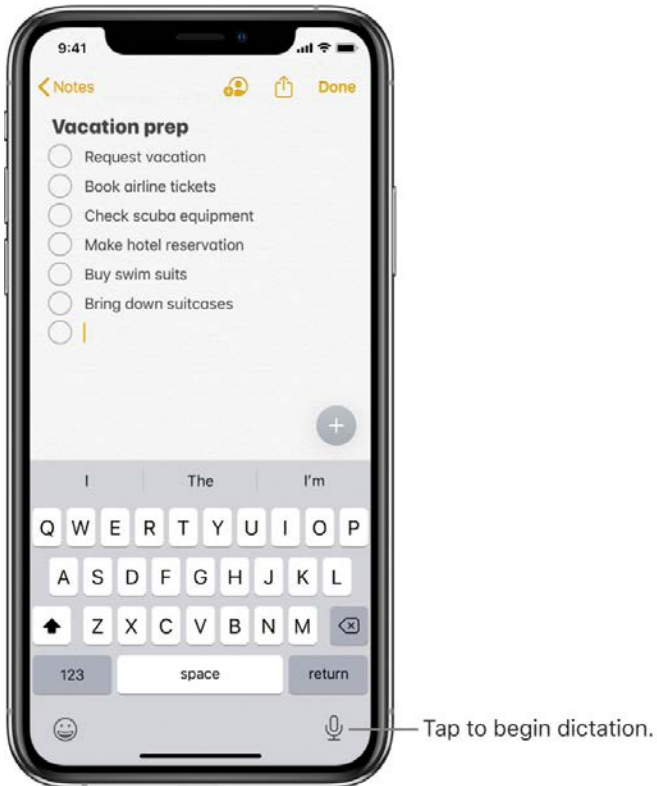 9:41
Notes
Done
Vacation prep
Request vacation
Book airline tickets
Check scuba equipment
Make hotel reservation
Buy swim suits
Bring down suitcases
I The I'm
Q W E R T Y U I O P
A S D F G H J K L
Z X C V B N M
123 space return
Tap to begin dictation.